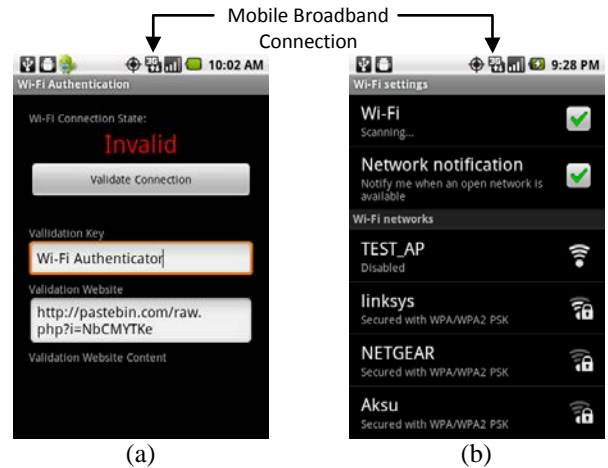 Mobile Broadband
Connection
3G
10:02 AM
Wi-Fi Authentication
Wi-Fi Connection State:
Invalid
Validate Connection
Vallidation Key
Wi-Fi Authenticator
Validation Website
http://pastebin.com/raw.
php?i=NbCMYTKe
Validation Website Content
(a)
3G
9:28 PM
Wi-Fi settings
Wi-Fi
Scanning...
Network notification
Notify me when an open network is
available
Wi-Fi networks
TEST_AP
Disabled
linksys
Secured with WPA/WPA2 PSK
NETGEAR
Secured with WPA/WPA2 PSK
Aksu
Secured with WPA/WPA2 PSK
(b)